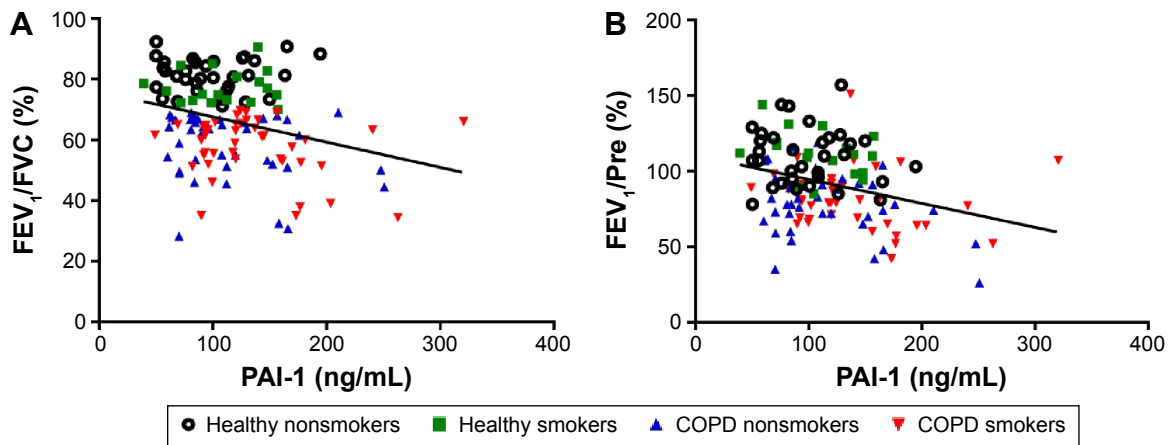 A
FEV₁/FVC (%)
100
80
60
40
20
0
0 100 200 300 400
PAI-1 (ng/mL)
B
FEV₁/Pre (%)
200
150
100
50
0
0 100 200 300 400
PAI-1 (ng/mL)
Healthy nonsmokers Healthy smokers COPD nonsmokers COPD smokers